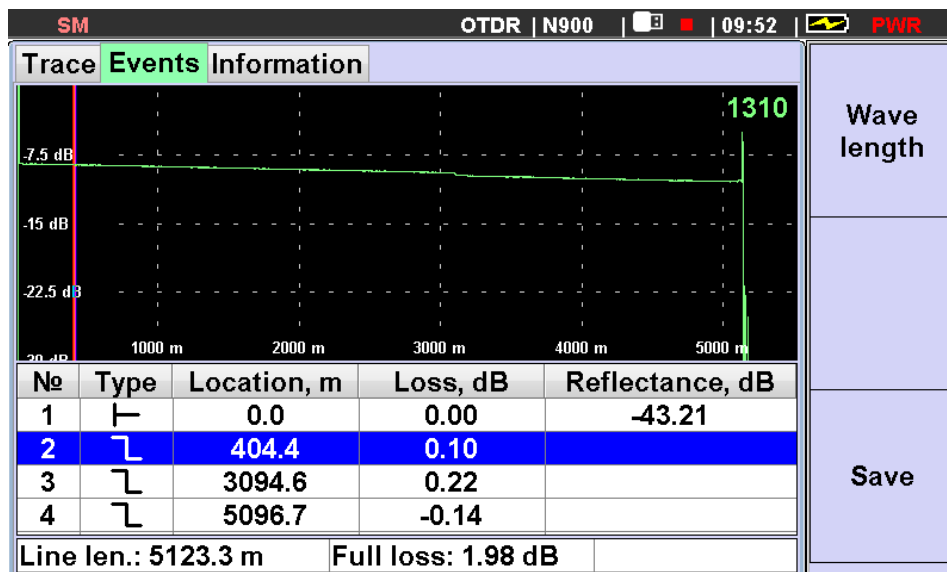 SM OTDR | N900 | | 09:52 | PWR
Trace Events Information
1310
-7.5 dB
-15 dB
-22.5 dB
1000 m 2000 m 3000 m 4000 m 5000 m
№ Type Location, m Loss, dB Reflectance, dB
1 0.0 0.00 -43.21
2 404.4 0.10
3 3094.6 0.22
4 5096.7 -0.14
Line len.: 5123.3 m Full loss: 1.98 dB
Wave
length
Save